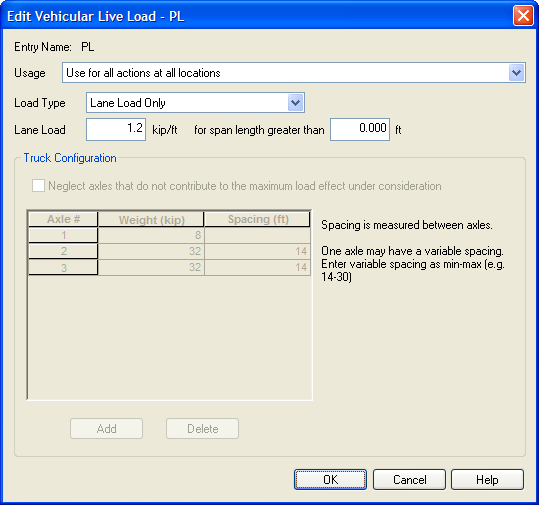 Edit Vehicular Live Load - PL
Entry Name: PL
Usage Use for all actions at all locations
Load Type Lane Load Only
Lane Load 1.2 kip/ft for span length greater than 0.000 ft
Truck Configuration
Neglect axles that do not contribute to the maximum load effect under consideration
Axle # Weight (kip) Spacing (ft)
1 8
2 32 14
3 32 14
Spacing is measured between axles.
One axle may have a variable spacing.
Enter variable spacing as min-max (e.g.
14-30)
Add Delete
OK Cancel Help